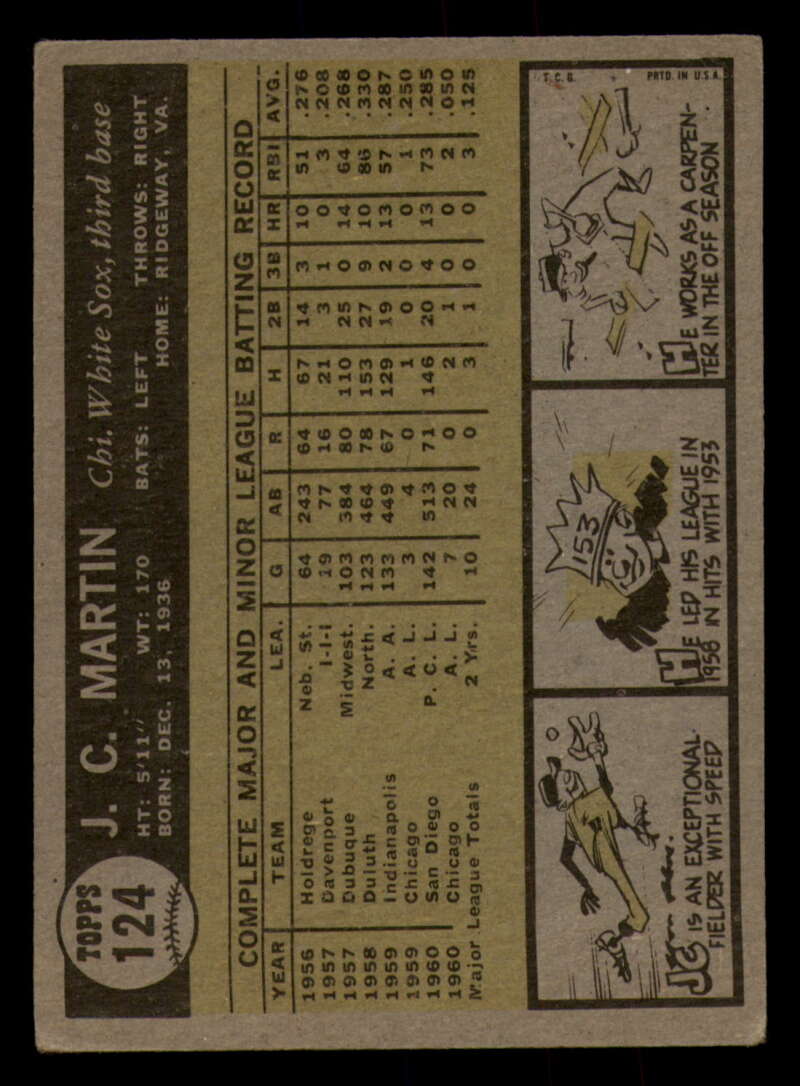 TOPPS
124
J. C. MARTIN Chi. White Sox, third base
HT: 5'11" WT: 170 BATS: LEFT THROWS: RIGHT
BORN: DEC. 13, 1936 HOME: RIDGEWAY, VA.
COMPLETE MAJOR AND MINOR LEAGUE BATTING RECORD
YEAR TEAM LEA. G AB R H 2B 3B HR RBI AVG.
1956 Holdrege Neb. St. 64 243 64 67 14 3 10 51 .276
1957 Davenport I-I-I 19 77 16 21 3 1 0 3 .208
1957 Dubuque Midwest. 103 384 80 110 25 0 14 64 .268
1958 Duluth North. 123 464 78 153 27 9 10 86 .330
1959 Indianapolis A. A. 133 449 67 129 19 2 13 57 .287
1959 Chicago A. L. 3 4 0 1 0 0 0 1 .250
1960 San Diego P. C. L. 142 513 71 146 20 4 13 73 .285
1960 Chicago A. L. 7 20 0 2 1 0 0 2 .050
Major League Totals 2 Yrs. 10 24 0 3 1 0 0 3 .125
JC IS AN EXCEPTIONAL
FIELDER WITH SPEED
153
HE LED HIS LEAGUE IN
1958 IN HITS WITH 1953
T.C.G. PRTD. IN U.S.A.
HE WORKS AS A CARPEN-
TER IN THE OFF SEASON.